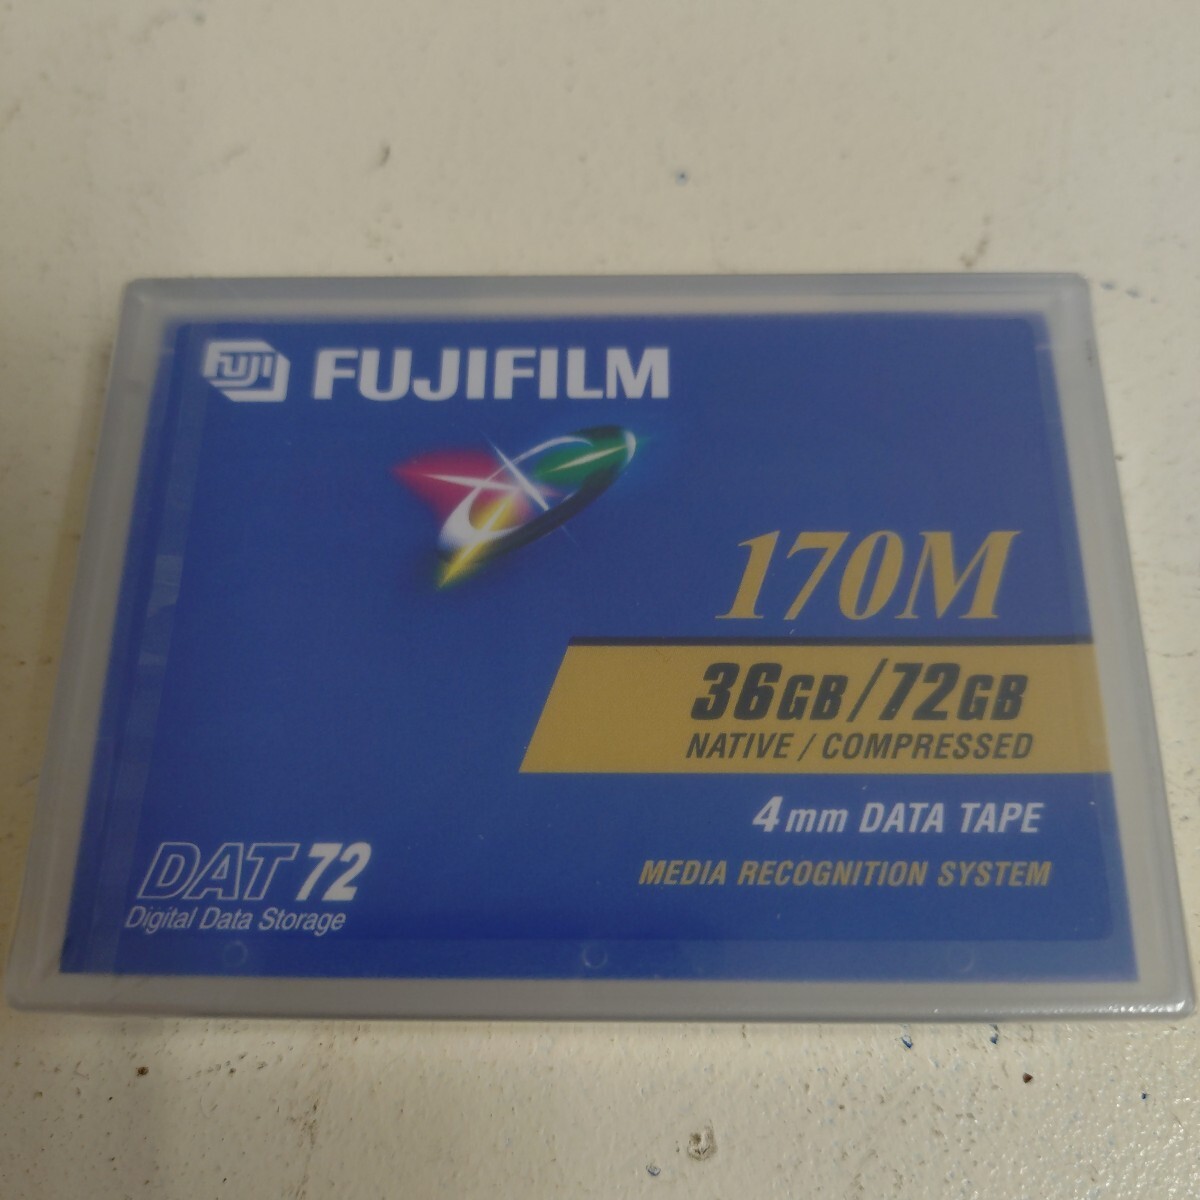 FUJI FUJIFILM
170M
36GB/72GB
NATIVE / COMPRESSED
4mm DATA TAPE
MEDIA RECOGNITION SYSTEM
DAT 72
Digital Data Storage